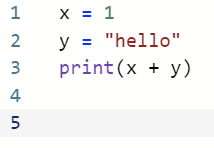 1 x = 1
2 y = "hello"
3 print(x + y)
4
5